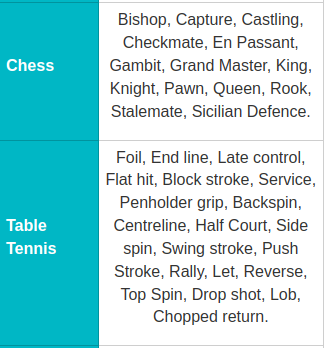 Chess
Bishop, Capture, Castling,
Checkmate, En Passant,
Gambit, Grand Master, King,
Knight, Pawn, Queen, Rook,
Stalemate, Sicilian Defence.
Table
Tennis
Foil, End line, Late control,
Flat hit, Block stroke, Service,
Penholder grip, Backspin,
Centreline, Half Court, Side
spin, Swing stroke, Push
Stroke, Rally, Let, Reverse,
Top Spin, Drop shot, Lob,
Chopped return.